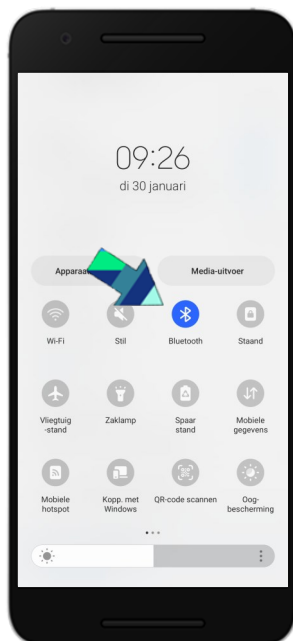 09:26
di 30 januari
Media-uitvoer
Wi-Fi
Stil
Bluetooth
Staand
Vliegtuig
-stand
Zaklamp
Spaar
stand
Mobiele
gegevens
Mobiele
hotspot
Kopp. met
Windows
QR-code scannen
Oog-
bescherming